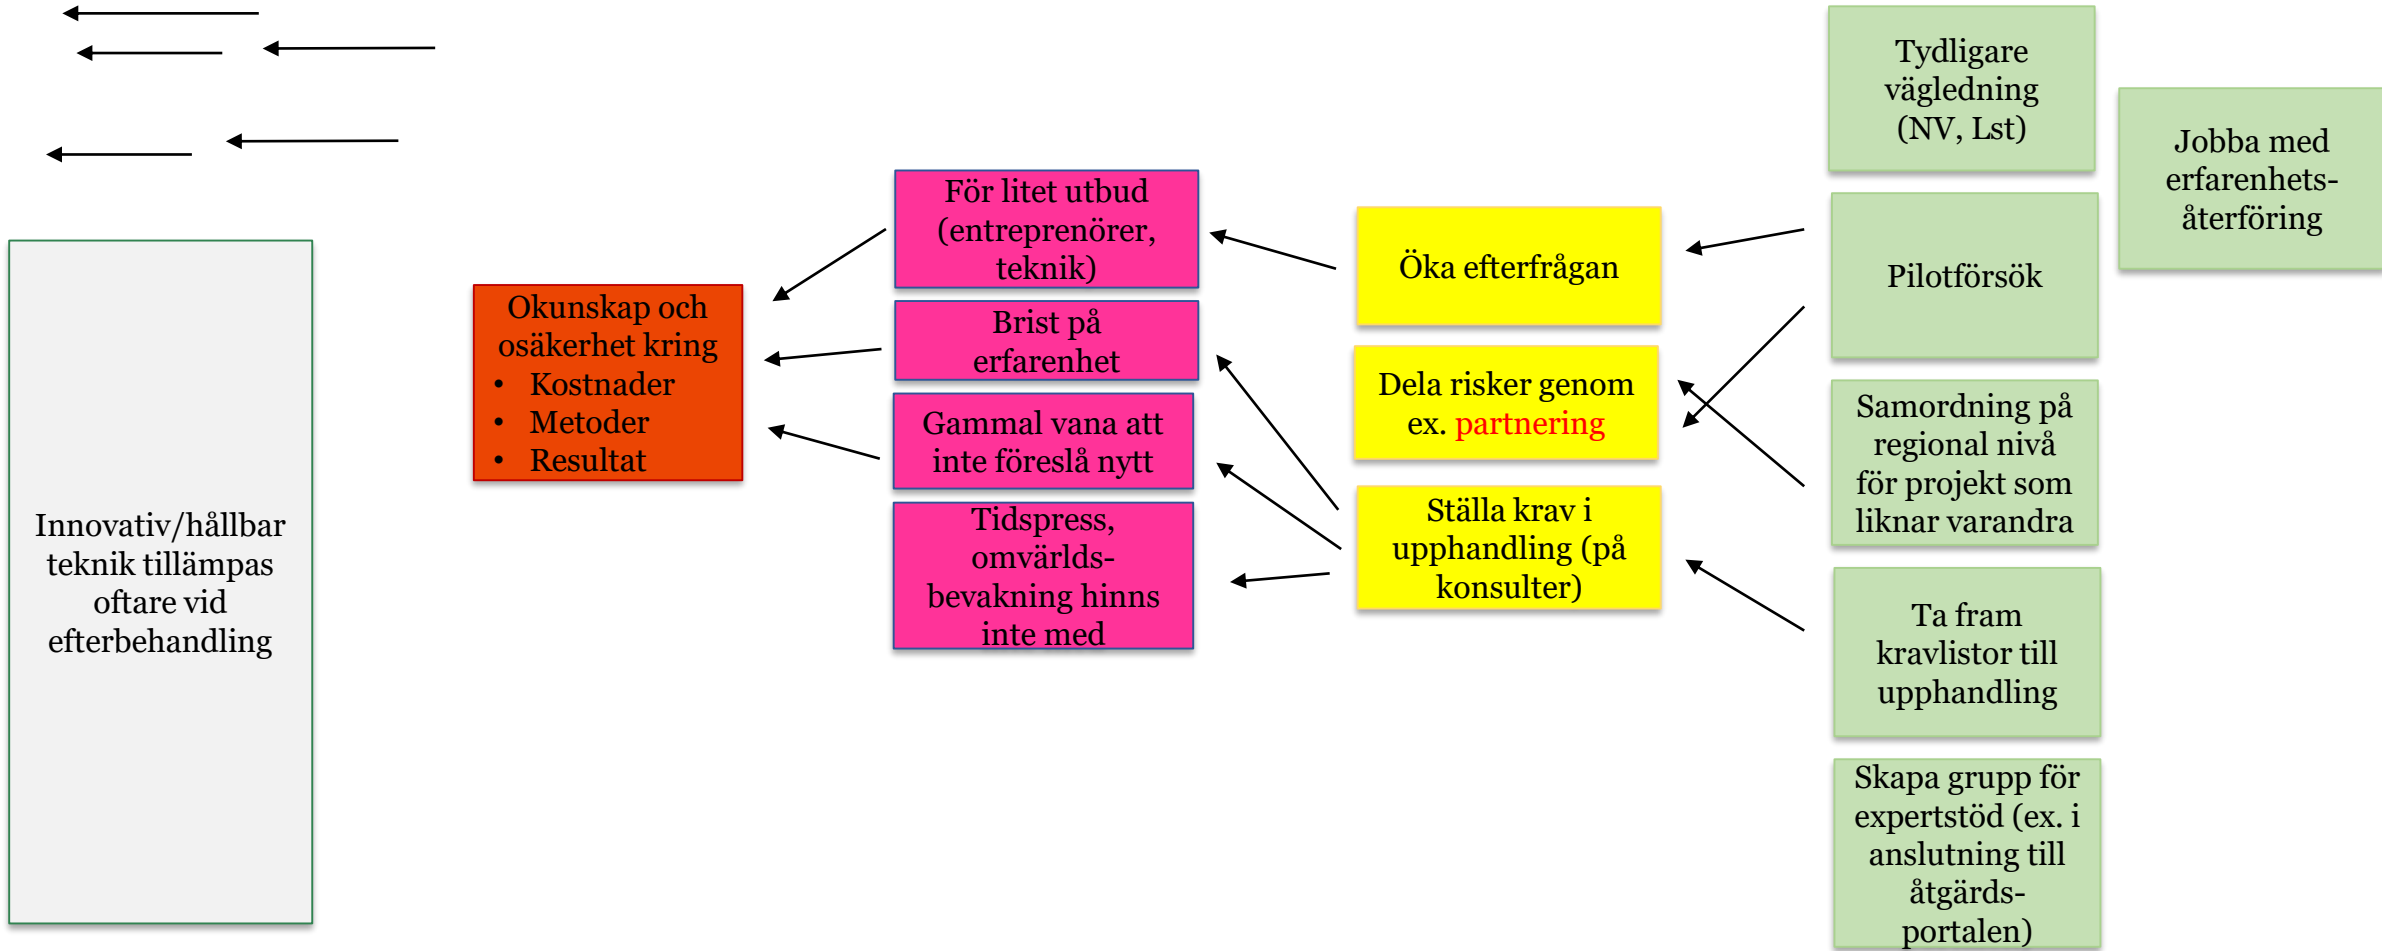 Innovativ/hållbar
teknik tillämpas
oftare vid
efterbehandling
Okunskap och
osäkerhet kring
• Kostnader
• Metoder
• Resultat
För litet utbud
(entreprenörer,
teknik)
Brist på
erfarenhet
Gammal vana att
inte föreslå nytt
Tidspress,
omvärlds-
bevakning hinns
inte med
Öka efterfrågan
Dela risker genom
ex. partnering
Ställa krav i
upphandling (på
konsulter)
Tydligare
vägledning
(NV, Lst)
Pilotförsök
Samordning på
regional nivå
för projekt som
liknar varandra
Ta fram
kravlistor till
upphandling
Skapa grupp för
expertstöd (ex. i
anslutning till
åtgärds-
portalen)
Jobba med
erfarenhets-
återföring